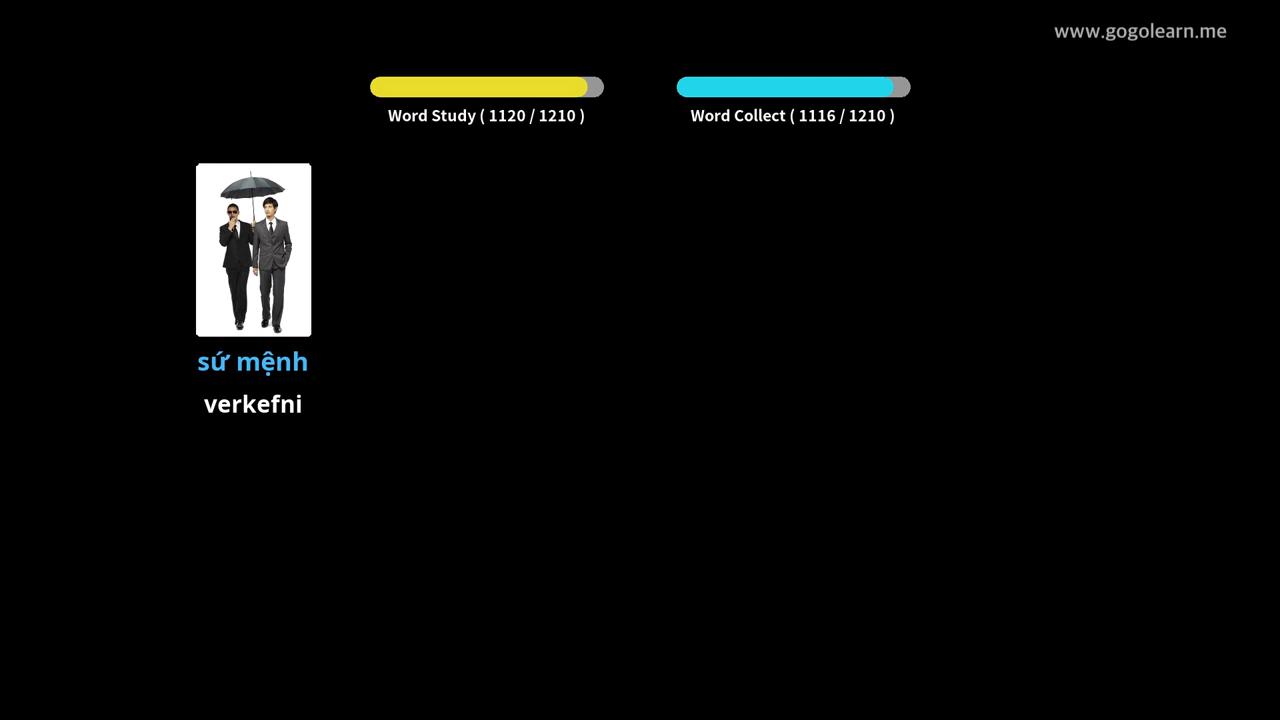 www.gogolearn.me
Word Study ( 1120 / 1210 )
Word Collect ( 1116 / 1210 )
sứ mệnh
verkefni